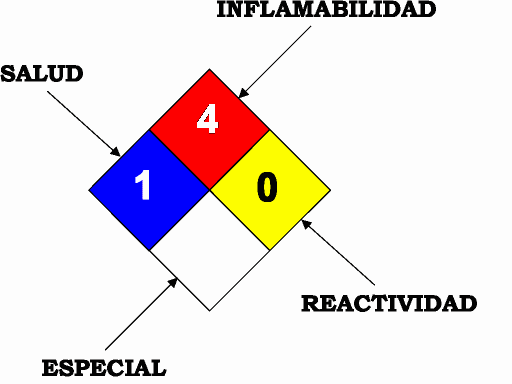 INFLAMABILIDAD
SALUD
4
1
0
REACTIVIDAD
ESPECIAL